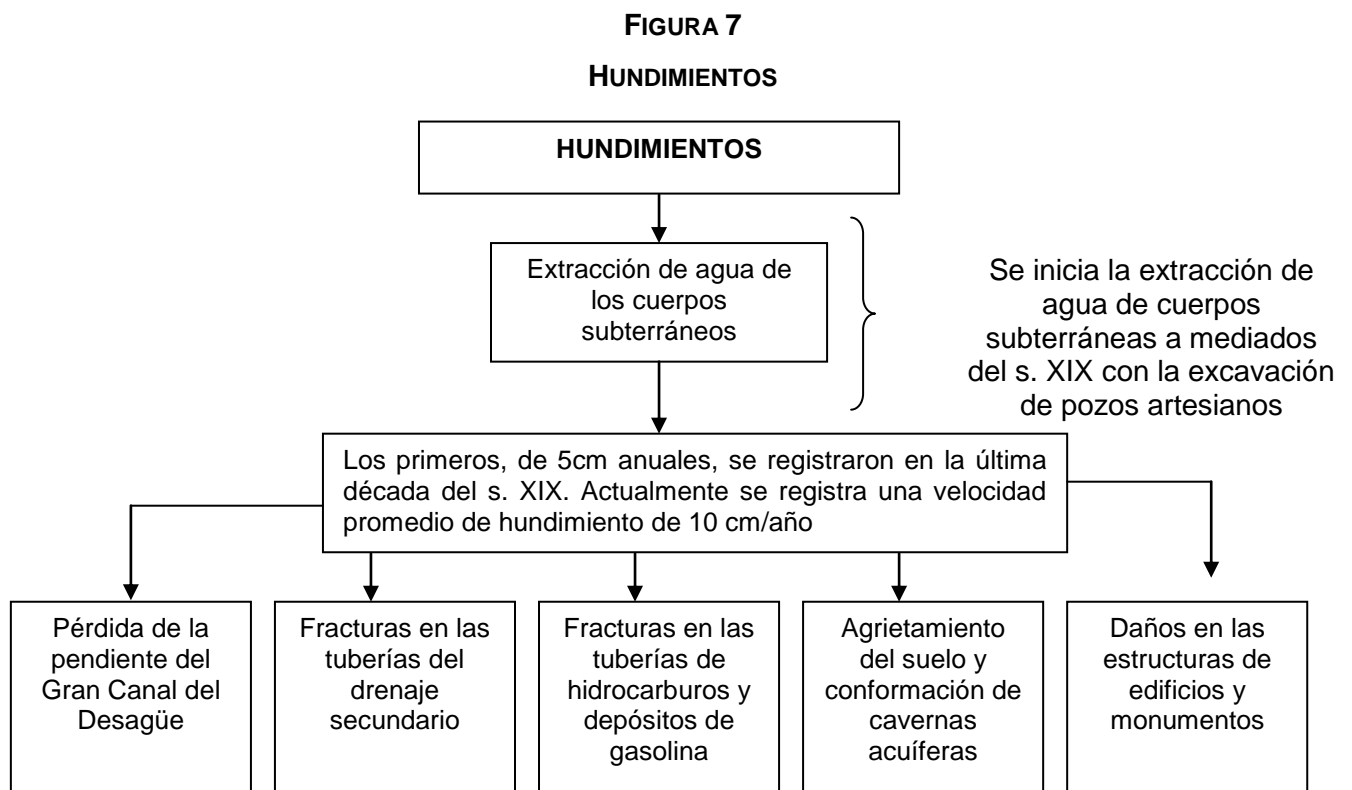 FIGURA 7
HUNDIMIENTOS
HUNDIMIENTOS
Extracción de agua de
los cuerpos
subterráneos
Se inicia la extracción de
agua de cuerpos
subterráneas a mediados
del s. XIX con la excavación
de pozos artesianos
Los primeros, de 5cm anuales, se registraron en la última
década del s. XIX. Actualmente se registra una velocidad
promedio de hundimiento de 10 cm/año
Pérdida de la
pendiente del
Gran Canal del
Desagüe
Fracturas en las
tuberías del
drenaje
secundario
Fracturas en las
tuberías de
hidrocarburos y
depósitos de
gasolina
Agrietamiento
del suelo y
conformación de
cavernas
acuíferas
Daños en las
estructuras de
edificios y
monumentos